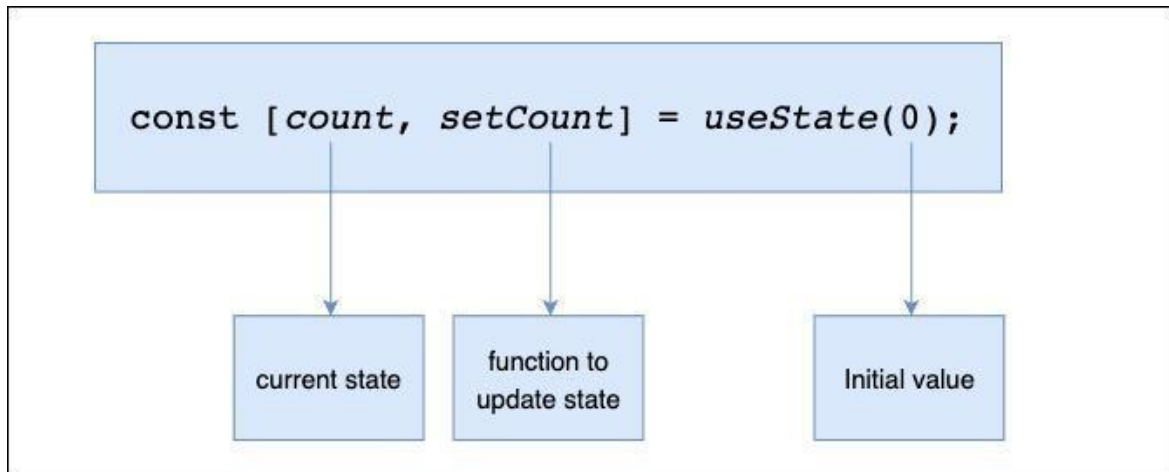 const [count, setCount] = useState(0);
current state
function to
update state
Initial value